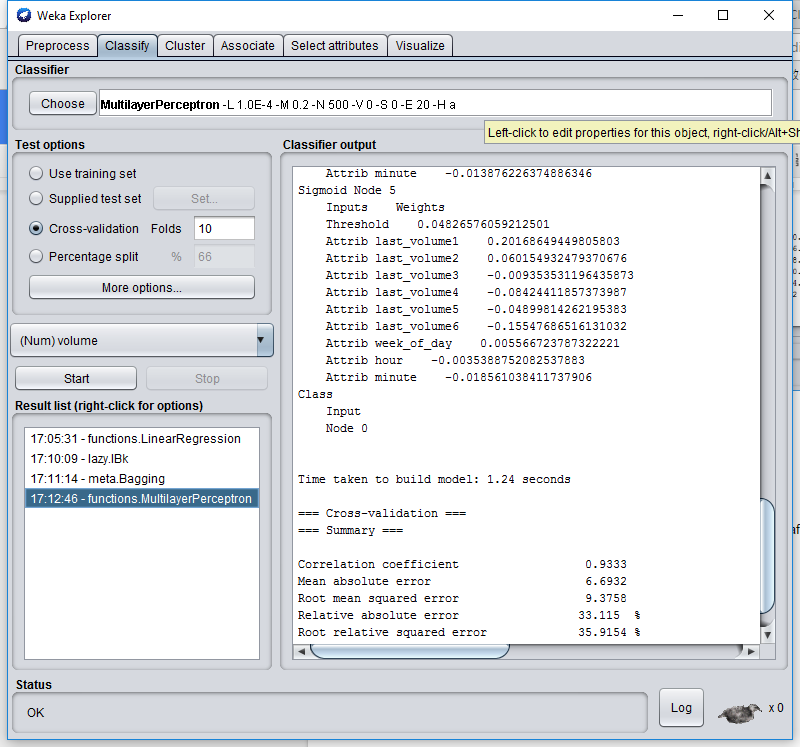 Weka Explorer
Preprocess Classify Cluster Associate Select attributes Visualize
Classifier
Choose MultilayerPerceptron -L 1.0E-4 -M 0.2 -N 500 -V 0 -S 0 -E 20 -H a
Left-click to edit properties for this object, right-click/Alt+Sh
Test options
Use training set
Supplied test set Set...
Cross-validation Folds 10
Percentage split % 66
More options...
(Num) volume
Start Stop
Result list (right-click for options)
17:05:31 - functions.LinearRegression
17:10:09 - lazy.IBk
17:11:14 - meta.Bagging
17:12:46 - functions.MultilayerPerceptron
Classifier output
Attrib minute -0.013876226374886346
Sigmoid Node 5
Inputs Weights
Threshold 0.04826576059212501
Attrib last_volume1 0.20168649449805803
Attrib last_volume2 0.060154932479370676
Attrib last_volume3 -0.009353531196435873
Attrib last_volume4 -0.08424411857373987
Attrib last_volume5 -0.04899814262195383
Attrib last_volume6 -0.15547686516131032
Attrib week_of_day 0.005566723787322221
Attrib hour -0.0035388752082537883
Attrib minute -0.018561038411737906
Class
Input
Node 0
Time taken to build model: 1.24 seconds
=== Cross-validation ===
=== Summary ===
Correlation coefficient 0.9333
Mean absolute error 6.6932
Root mean squared error 9.3758
Relative absolute error 33.115 %
Root relative squared error 35.9154 %
Status
OK
Log x 0